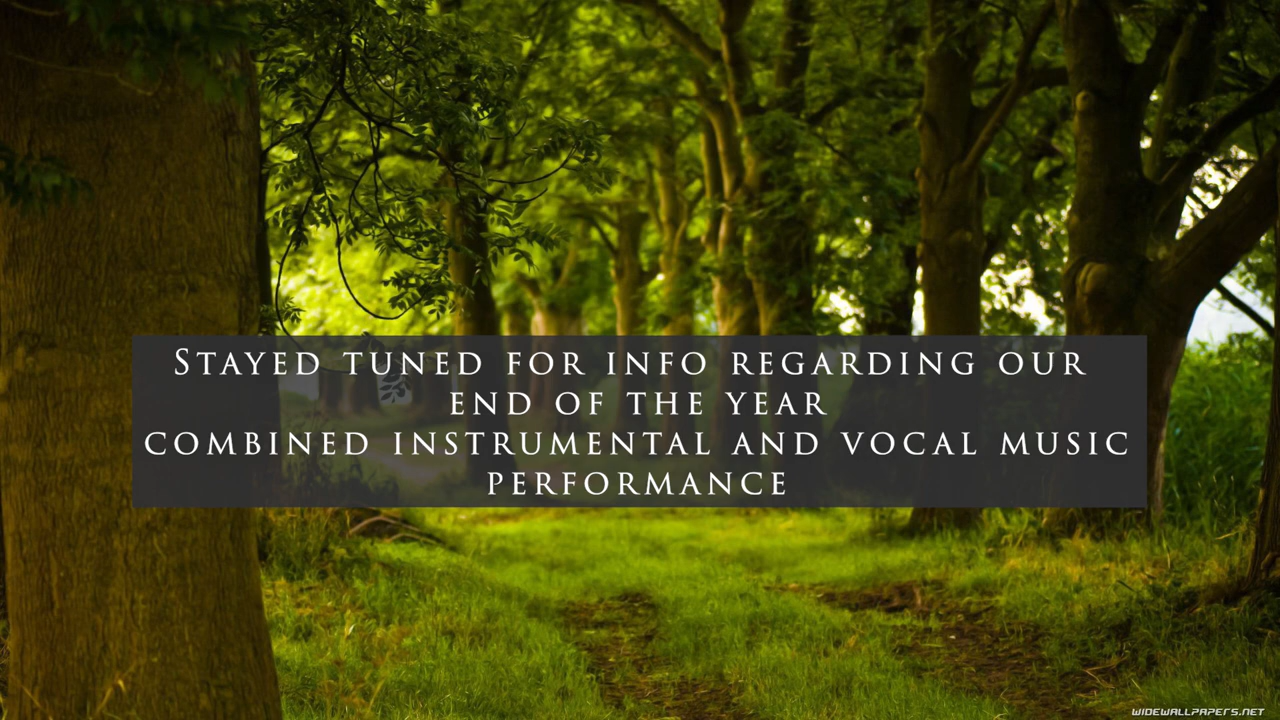 Stayed tuned for info regarding our
end of the year
combined instrumental and vocal music
performance
WIDEWALLPAPERS.NET